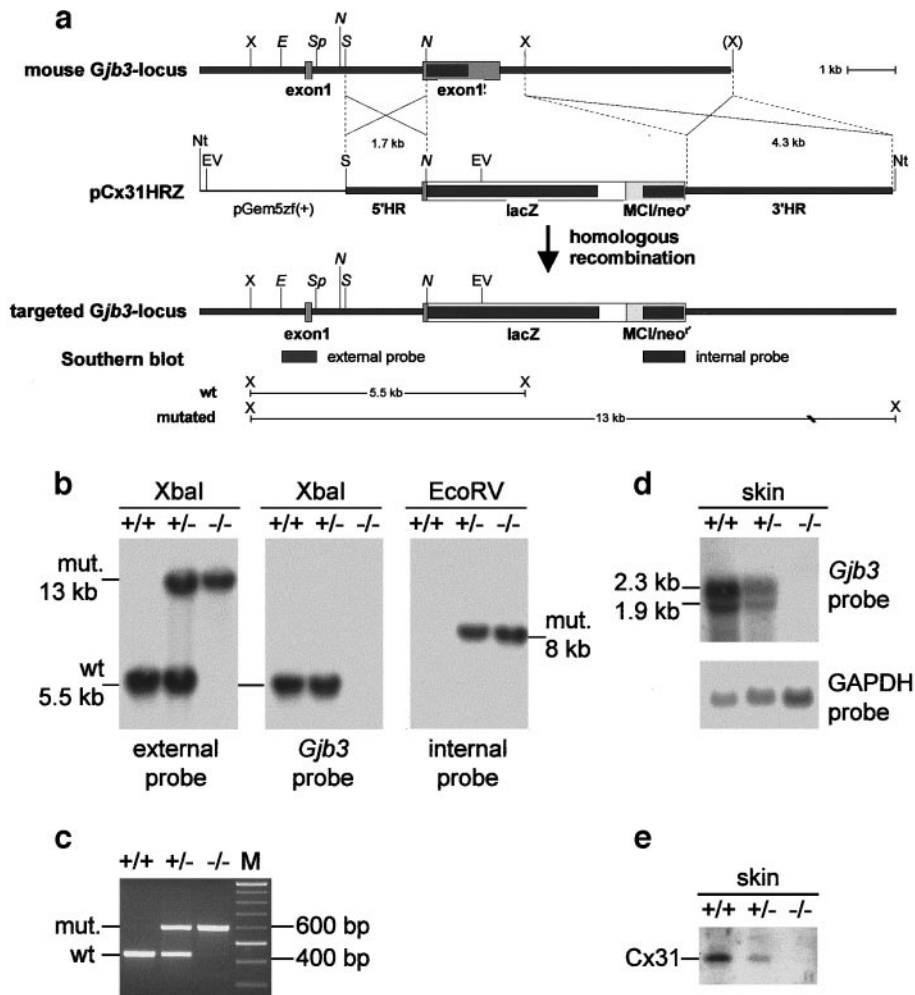 a
N
X E Sp S N X (X)
mouse Gjb3-locus
1 kb
exon1 exon1
1.7 kb 4.3 kb
Nt EV S N EV Nt
pCx31HRZ
pGem5zf(+) 5'HR lacZ MCI/neoʳ 3'HR
homologous
recombination
N
X E Sp S N EV
targeted Gjb3-locus
exon1 lacZ MCI/neoʳ
Southern blot external probe internal probe
X X
wt 5.5 kb
X X
mutated 13 kb
b
XbaI XbaI EcoRV
+/+ +/- -/- +/+ +/- -/- +/+ +/- -/-
mut.
13 kb
mut.
8 kb
wt
5.5 kb
external
probe
Gjb3
probe
internal
probe
d
skin
+/+ +/- -/-
2.3 kb
1.9 kb
Gjb3
probe
GAPDH
probe
c
+/+ +/- -/- M
mut. 600 bp
wt 400 bp
e
skin
+/+ +/- -/-
Cx31